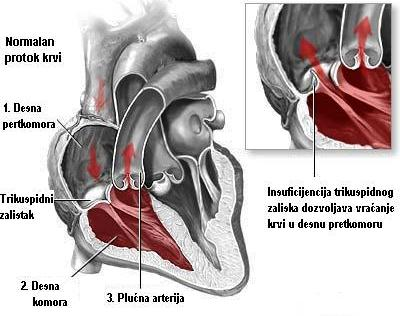 Normalan
protok krvi
1. Desna
pertkomora
Trikuspidni
zalistak
2. Desna
komora
3. Plućna arterija
Insuficijencija trikuspidnog
zaliska dozvoljava vraćanje
krvi u desnu pretkomoru